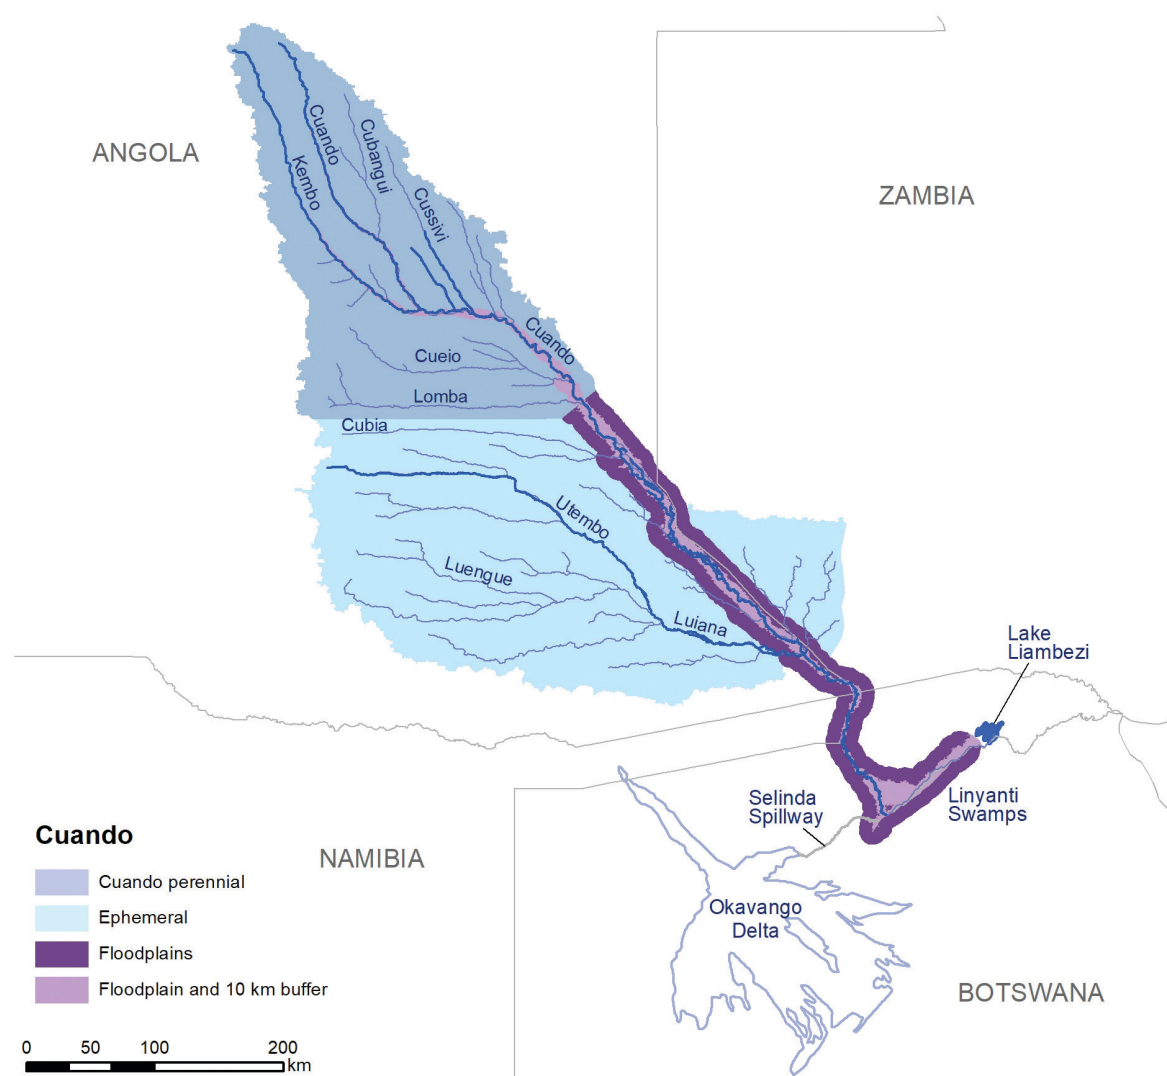 ANGOLA
ZAMBIA
Cuando
Cubangui
Kembo
Cussivi
Cuando
Cueio
Lomba
Cubia
Utembo
Luengue
Luiana
Lake
Liambezi
Selinda
Spillway
Linyanti
Swamps
Cuando
Cuando perennial
Ephemeral
Floodplains
Floodplain and 10 km buffer
NAMIBIA
Okavango
Delta
BOTSWANA
0 50 100 200
km